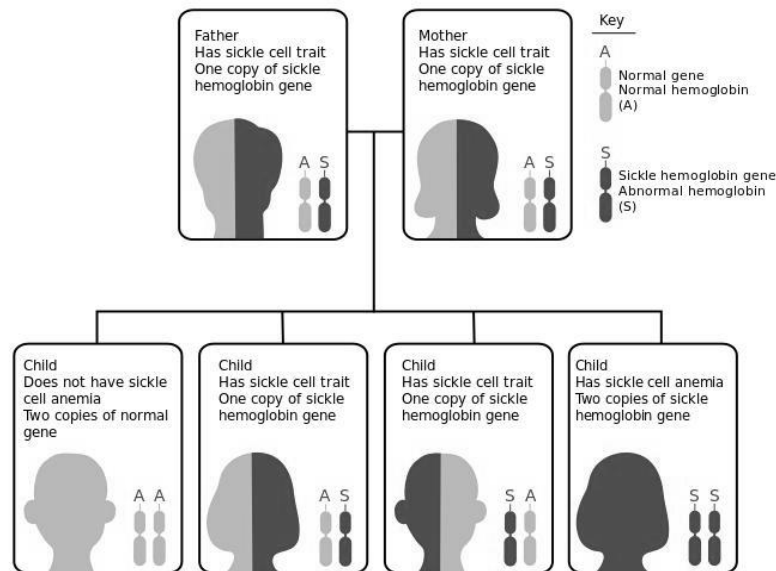 Father
Has sickle cell trait
One copy of sickle
hemoglobin gene
A S
Mother
Has sickle cell trait
One copy of sickle
hemoglobin gene
A S
Key
A
Normal gene
Normal hemoglobin
(A)
S
Sickle hemoglobin gene
Abnormal hemoglobin
(S)
Child
Does not have sickle
cell anemia
Two copies of normal
gene
A A
Child
Has sickle cell trait
One copy of sickle
hemoglobin gene
A S
Child
Has sickle cell trait
One copy of sickle
hemoglobin gene
S A
Child
Has sickle cell anemia
Two copies of sickle
hemoglobin gene
S S